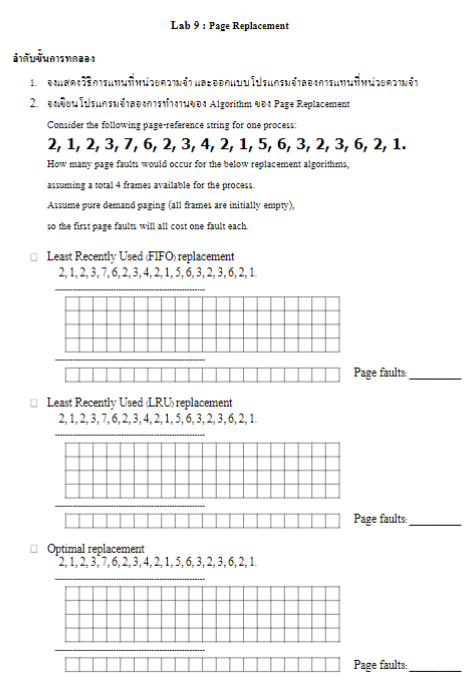 Lab 9 : Page Replacement
ลำดับขั้นการทดลอง
1. จงแสดงวิธีการแทนที่หน่วยความจำ และออกแบบโปรแกรมจำลองการแทนที่หน่วยความจำ
2. จงเขียนโปรแกรมจำลองการทำงานของ Algorithm ของ Page Replacement
Consider the following page-reference string for one process:
2, 1, 2, 3, 7, 6, 2, 3, 4, 2, 1, 5, 6, 3, 2, 3, 6, 2, 1.
How many page faults would occur for the below replacement algorithms,
assuming a total 4 frames available for the process.
Assume pure demand paging (all frames are initially empty),
so the first page faults will all cost one fault each.
Least Recently Used (FIFO) replacement
2, 1, 2, 3, 7, 6, 2, 3, 4, 2, 1, 5, 6, 3, 2, 3, 6, 2, 1.
Page faults:
Least Recently Used (LRU) replacement
2, 1, 2, 3, 7, 6, 2, 3, 4, 2, 1, 5, 6, 3, 2, 3, 6, 2, 1.
Page faults:
Optimal replacement
2, 1, 2, 3, 7, 6, 2, 3, 4, 2, 1, 5, 6, 3, 2, 3, 6, 2, 1.
Page faults: